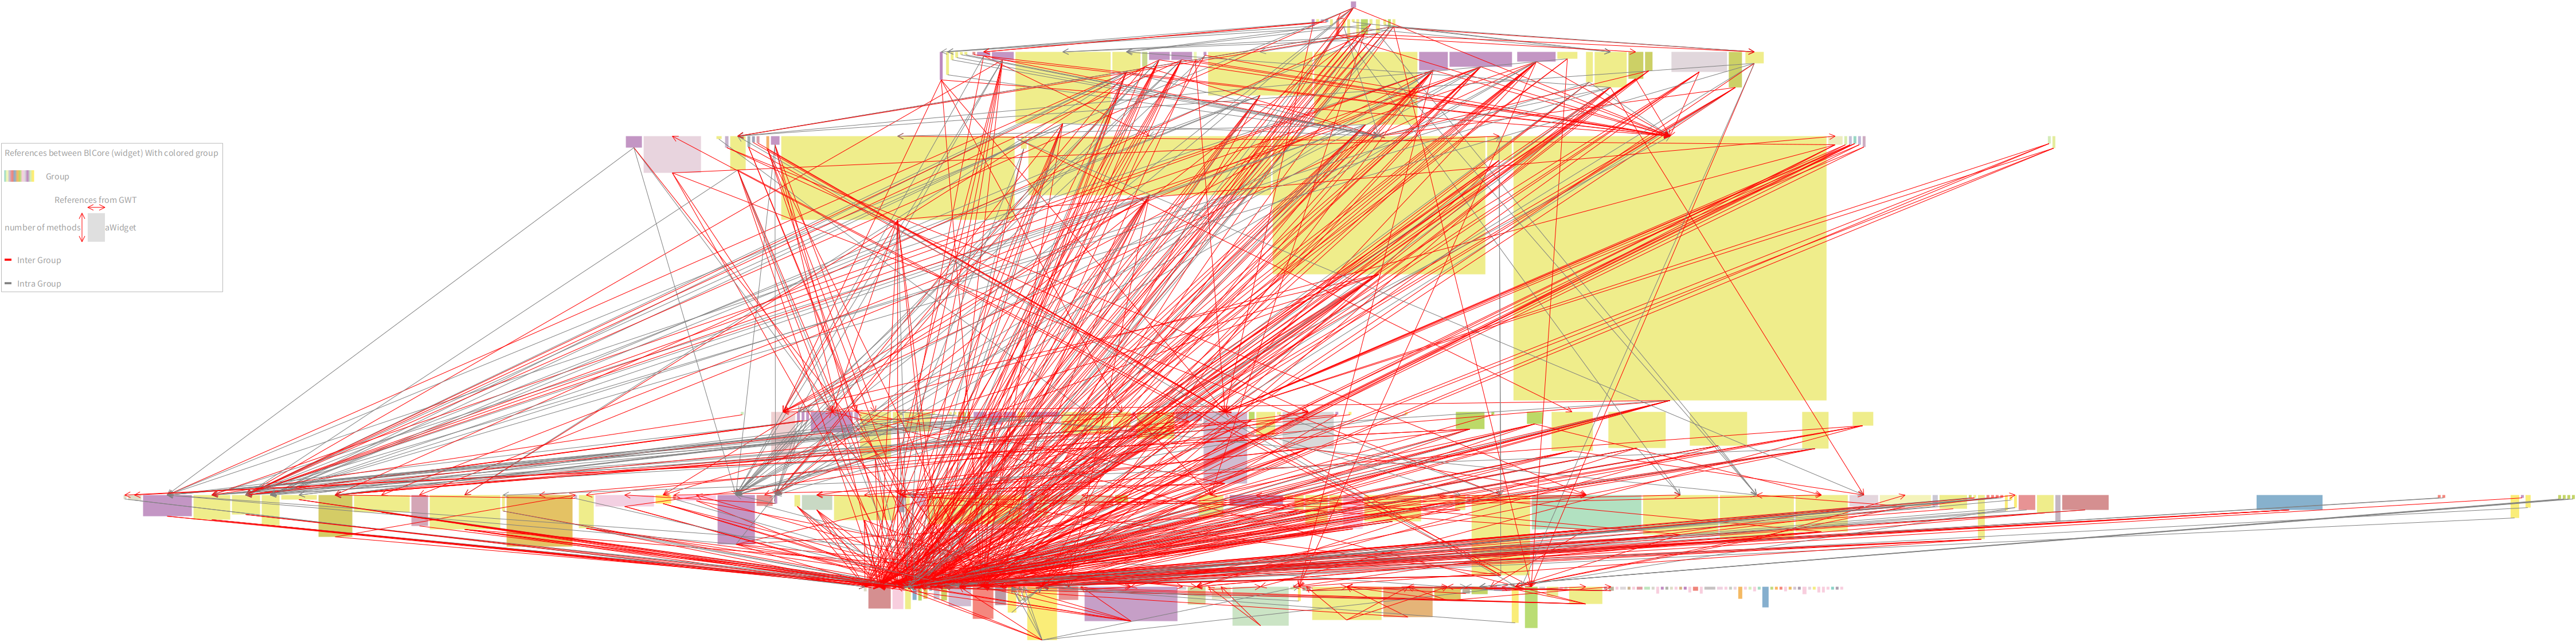 References between BlCore (widget) With colored group
Group
References from GWT
number of methods
aWidget
Inter Group
Intra Group